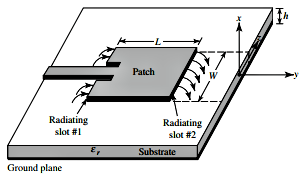 x
h
L
Patch
W
y
Radiating
slot #1
Radiating
slot #2
εr
Substrate
Ground plane